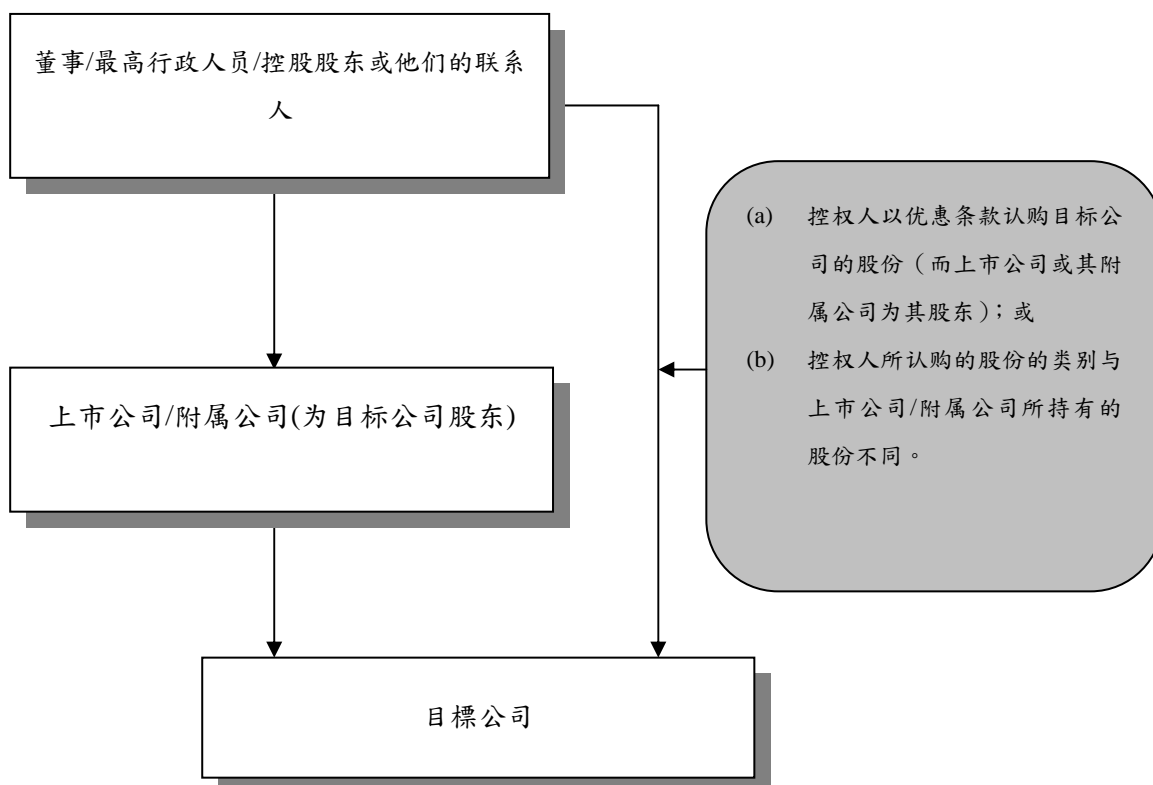 董事/最高行政人员/控股股东或他们的联系
人
(a) 控权人以优惠条款认购目标公
司的股份（而上市公司或其附
属公司为其股东）；或
(b) 控权人所认购的股份的类别与
上市公司/附属公司所持有的
股份不同。
上市公司/附属公司(为目标公司股东)
目標公司